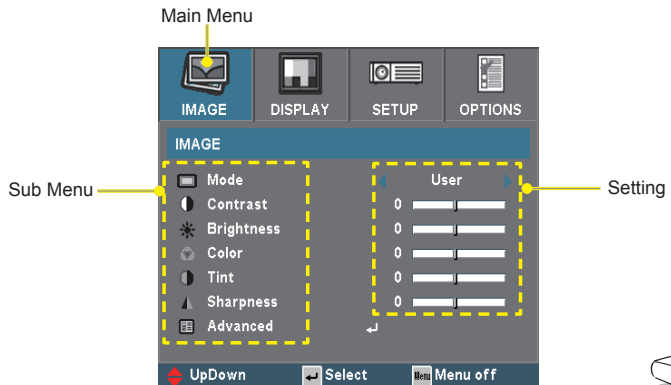 Main Menu
IMAGE DISPLAY SETUP OPTIONS
IMAGE
Sub Menu
Mode User
Setting
Contrast 0
Brightness 0
Color 0
Tint 0
Sharpness 0
Advanced
UpDown Select Menu Menu off